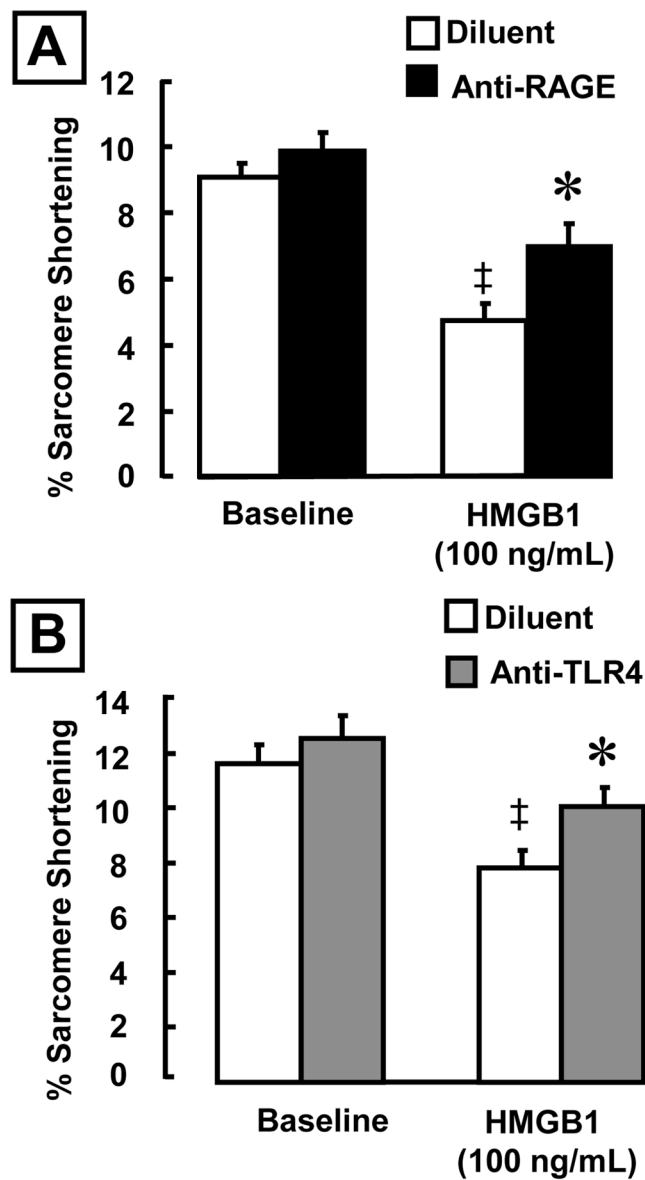 A
Diluent
Anti-RAGE
% Sarcomere Shortening
12
10
8
6
4
2
0
‡
*
Baseline
HMGB1
(100 ng/mL)
B
Diluent
Anti-TLR4
% Sarcomere Shortening
14
12
10
8
6
4
2
0
‡
*
Baseline
HMGB1
(100 ng/mL)